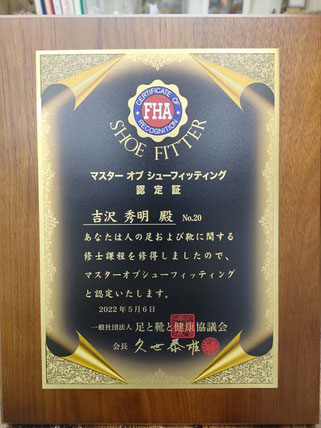 CERTIFICATE OF
FHA
RECOGNITION
SHOE FITTER
マスター オブ シューフィッティング
認定証
吉沢 秀明 殿 No.20
あなたは人の足および靴に関する
修士課程を修得しましたので、
マスターオブシューフィッティング
と認定いたします。
2022年5月6日
一般社団法人 足と靴と健康協議会
会長 久世泰雄